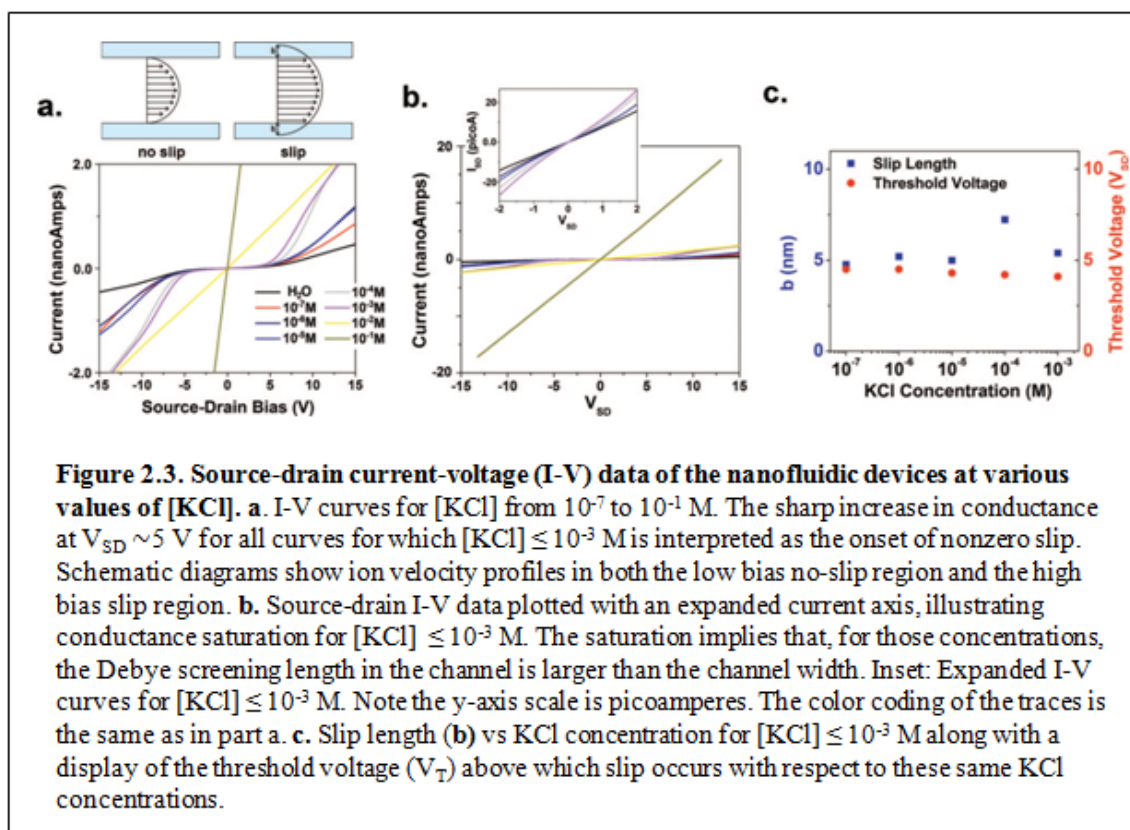 a.
no slip
slip
2.0
0.0
-2.0
Current (nanoAmps)
H₂O
10⁻⁷M
10⁻⁶M
10⁻⁵M
10⁻⁴M
10⁻³M
10⁻²M
10⁻¹M
-15 -10 -5 0 5 10 15
Source-Drain Bias (V)
b.
20
0
-20
Current (nanoAmps)
20
0.0
-20
I_SD (picoA)
-2 -1 0 1 2
V_SD
-15 -10 -5 0 5 10 15
V_SD
c.
10
5
0
b (nm)
Slip Length
Threshold Voltage
10
5
0
Threshold Voltage (V_SD)
10⁻⁷ 10⁻⁶ 10⁻⁵ 10⁻⁴ 10⁻³
KCl Concentration (M)
Figure 2.3. Source-drain current-voltage (I-V) data of the nanofluidic devices at various
values of [KCl]. a. I-V curves for [KCl] from 10⁻⁷ to 10⁻¹ M. The sharp increase in conductance
at V_SD ~5 V for all curves for which [KCl] ≤ 10⁻³ M is interpreted as the onset of nonzero slip.
Schematic diagrams show ion velocity profiles in both the low bias no-slip region and the high
bias slip region. b. Source-drain I-V data plotted with an expanded current axis, illustrating
conductance saturation for [KCl] ≤ 10⁻³ M. The saturation implies that, for those concentrations,
the Debye screening length in the channel is larger than the channel width. Inset: Expanded I-V
curves for [KCl] ≤ 10⁻³ M. Note the y-axis scale is picoamperes. The color coding of the traces is
the same as in part a. c. Slip length (b) vs KCl concentration for [KCl] ≤ 10⁻³ M along with a
display of the threshold voltage (V_T) above which slip occurs with respect to these same KCl
concentrations.